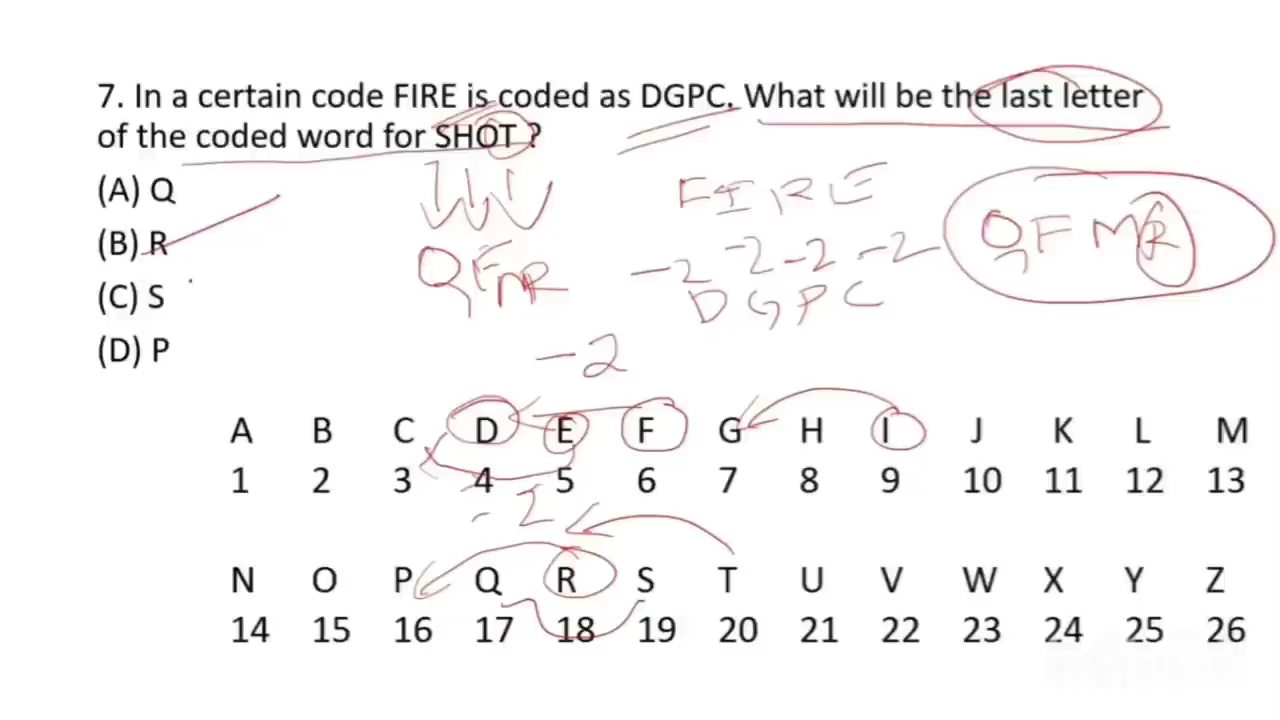 7. In a certain code FIRE is coded as DGPC. What will be the last letter
of the coded word for SHOT ?
(A) Q
(B) R
(C) S
(D) P
FIRE
-2 -2 -2 -2
DGPC
QFMR
QFMR
-2
A B C D E F G H I J K L M
1 2 3 4 5 6 7 8 9 10 11 12 13
-2
N O P Q R S T U V W X Y Z
14 15 16 17 18 19 20 21 22 23 24 25 26